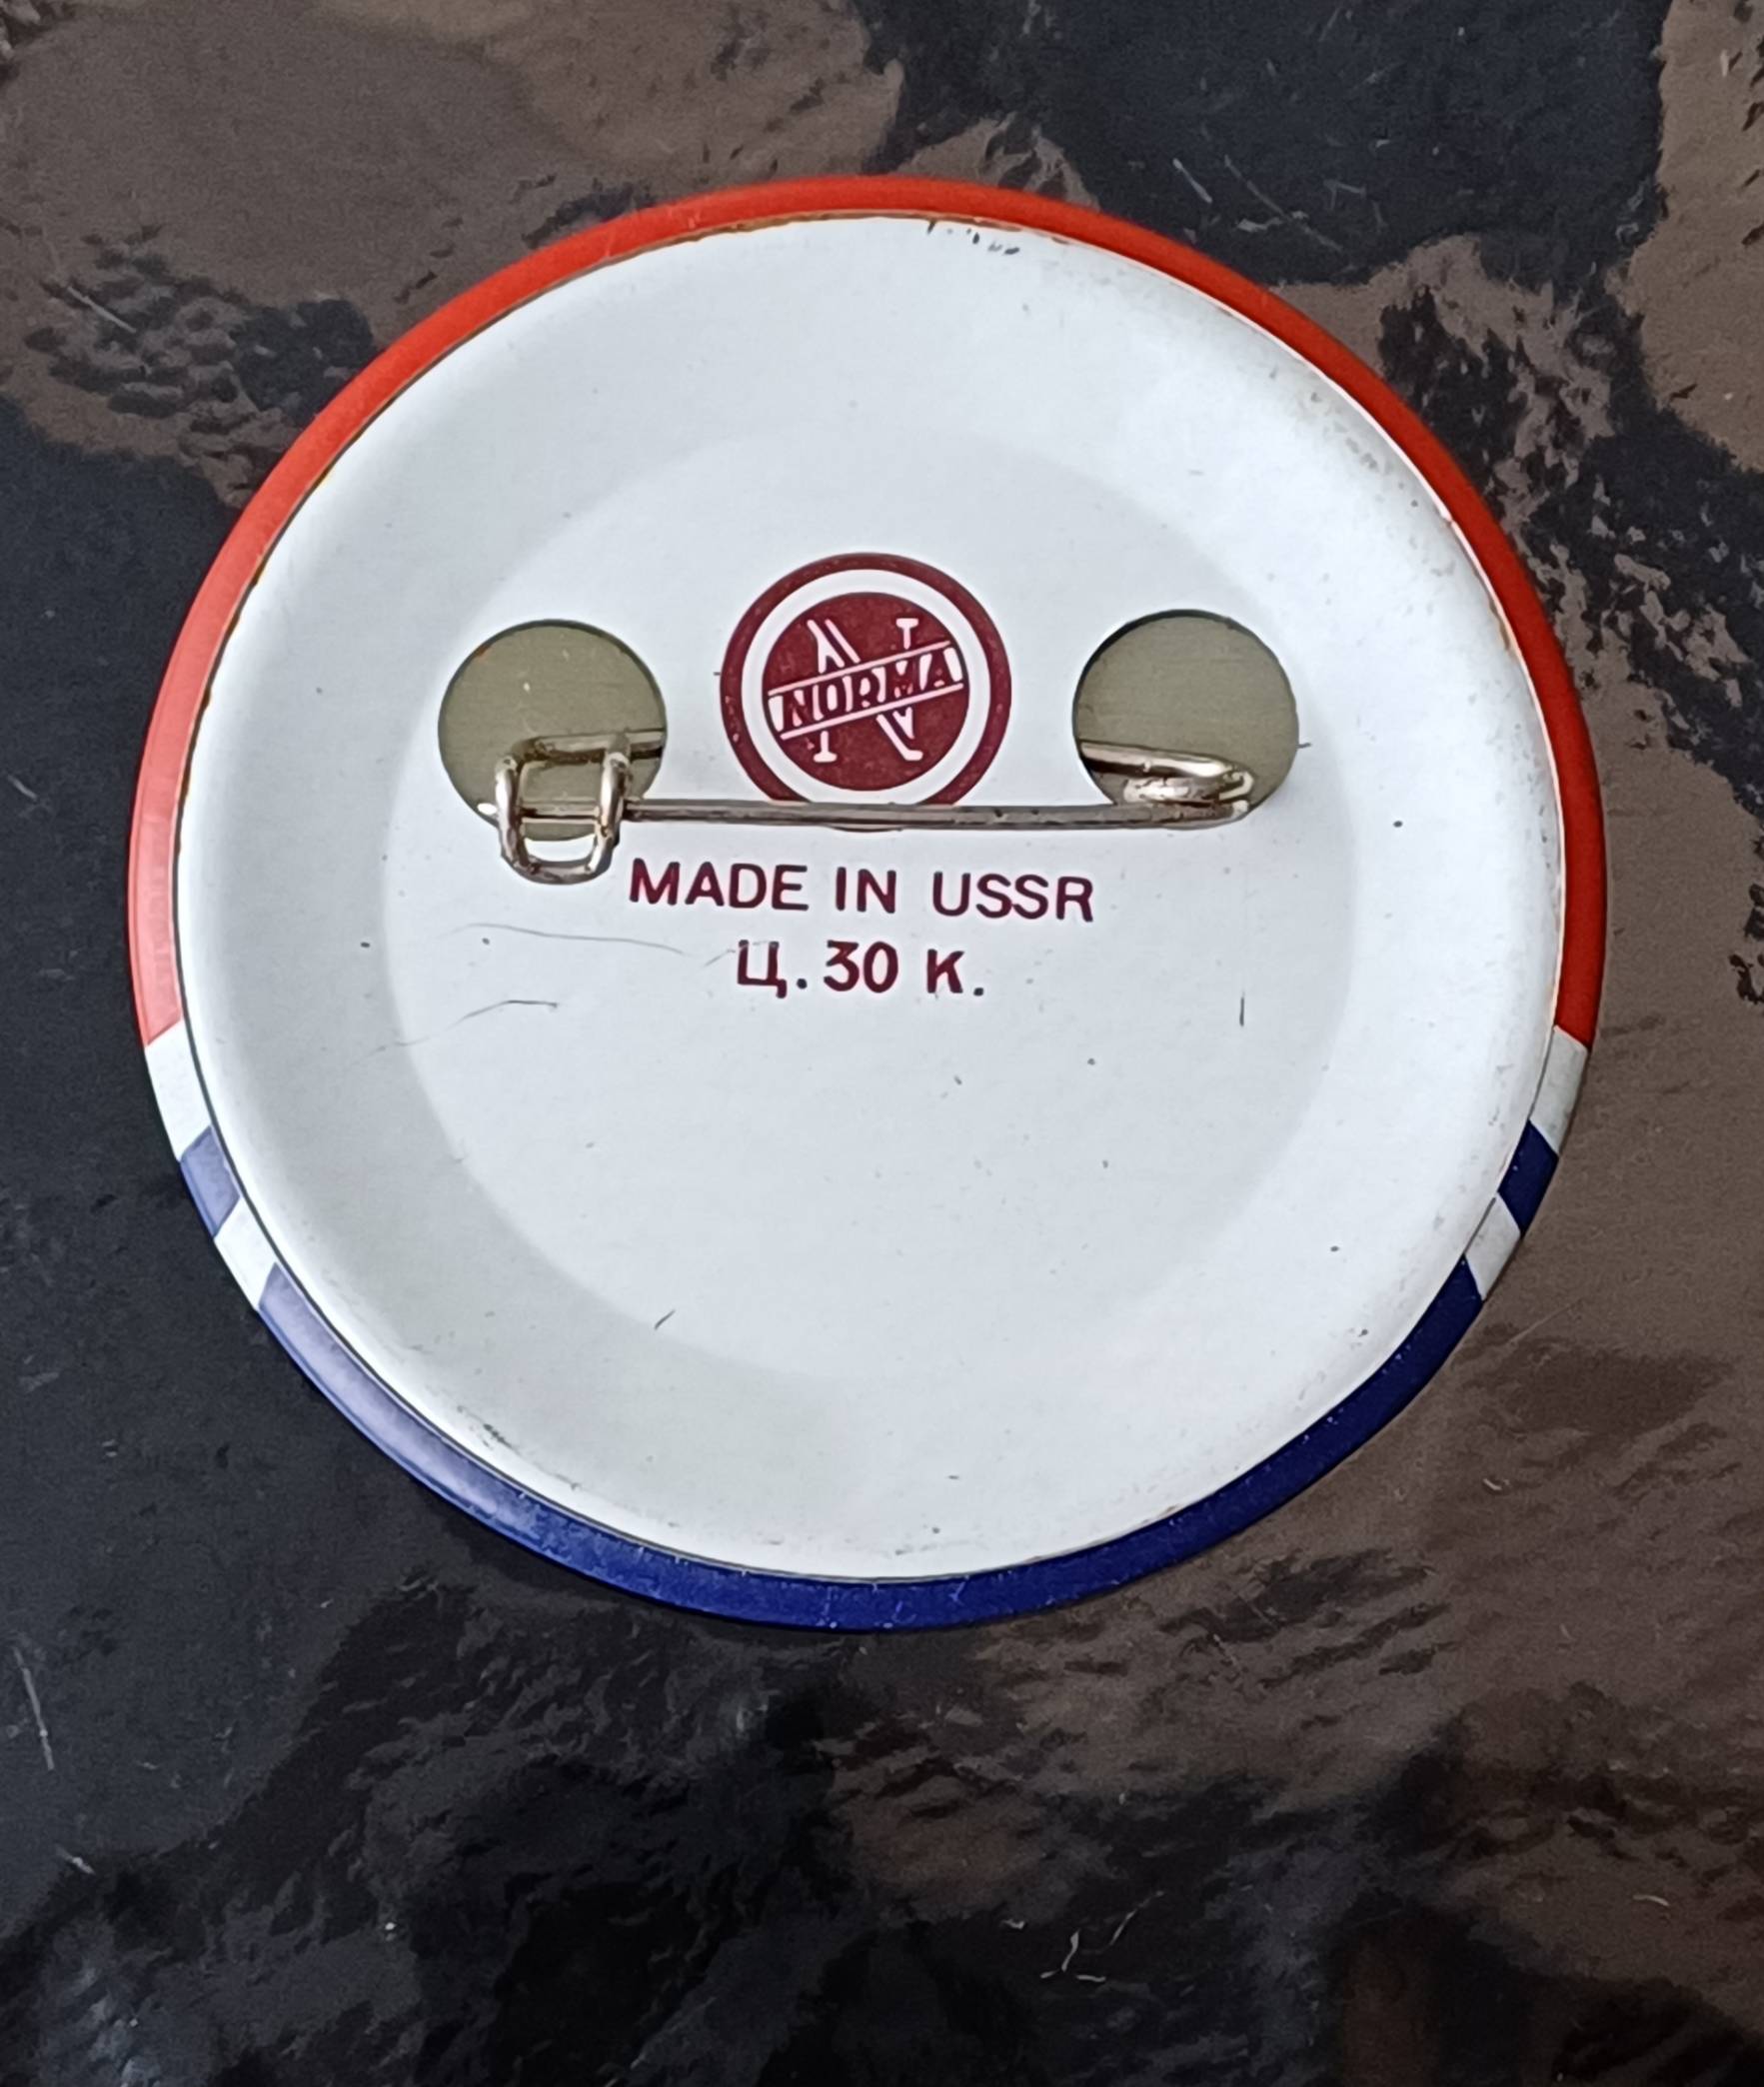 N
NORMA
MADE IN USSR
Ц. 30 К.